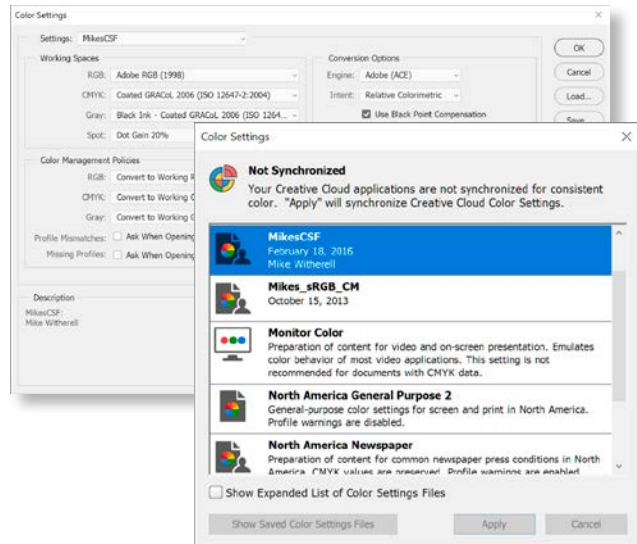 Color Settings
Settings: MikesCSF
Working Spaces
RGB: Adobe RGB (1998)
CMYK: Coated GRACoL 2006 (ISO 12647-2:2004)
Gray: Black Ink - Coated GRACoL 2006 (ISO 1264...
Spot: Dot Gain 20%
Color Management Policies
RGB: Convert to Working
CMYK: Convert to Working
Gray: Convert to Working
Profile Mismatches: Ask When Opening
Missing Profiles: Ask When Opening
Description
MikesCSF:
Mike Witherell
Conversion Options
Engine: Adobe (ACE)
Intent: Relative Colorimetric
Use Black Point Compensation
OK
Cancel
Load...
Save...
Color Settings
Not Synchronized
Your Creative Cloud applications are not synchronized for consistent
color. "Apply" will synchronize Creative Cloud Color Settings.
MikesCSF
February 18, 2016
Mike Witherell
Mikes_sRGB_CM
October 15, 2013
Monitor Color
Preparation of content for video and on-screen presentation. Emulates
color behavior of most video applications. This setting is not
recommended for documents with CMYK data.
North America General Purpose 2
General-purpose color settings for screen and print in North America.
Profile warnings are disabled.
North America Newspaper
Preparation of content for common newspaper press conditions in North
America. CMYK values are preserved. Profile warnings are enabled
Show Expanded List of Color Settings Files
Show Saved Color Settings Files
Apply
Cancel